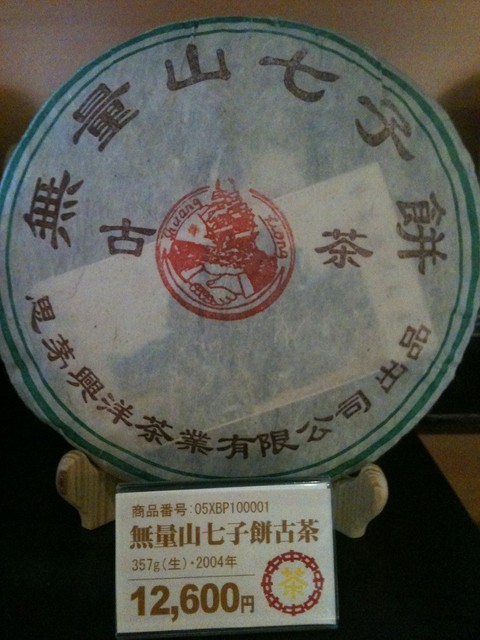 無量山七子餅
古 茶
思茅興洋茶業有限公司出品
商品番号:05XBP100001
無量山七子餅古茶
357g(生)・2004年
12,600円
茶